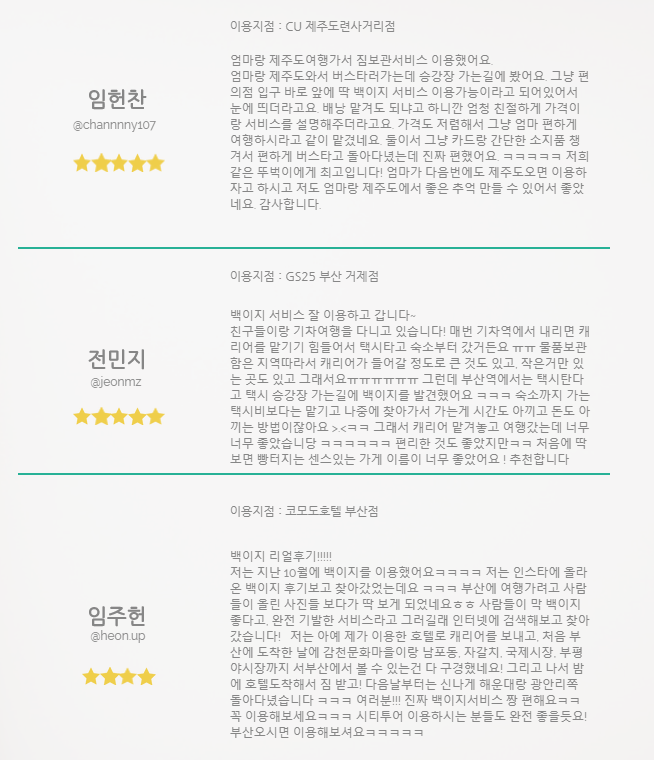 이용지점 : CU 제주도련사거리점
엄마랑 제주도여행가서 짐보관서비스 이용했어요.
엄마랑 제주도와서 버스타러가는데 승강장 가는길에 봤어요. 그냥 편
의점 입구 바로 앞에 딱 백이지 서비스 이용가능이라고 되어있어서
눈에 띄더라고요. 배낭 맡겨도 되냐고 하니깐 엄청 친절하게 가격이
랑 서비스를 설명해주더라고요. 가격도 저렴해서 그냥 엄마 편하게
여행하시라고 같이 맡겼네요. 둘이서 그냥 카드랑 간단한 소지품 챙
겨서 편하게 버스타고 돌아다녔는데 진짜 편했어요. ㅋㅋㅋㅋㅋ 저희
같은 뚜벅이에게 최고입니다! 엄마가 다음번에도 제주도오면 이용하
자고 하시고 저도 엄마랑 제주도에서 좋은 추억 만들 수 있어서 좋았
네요. 감사합니다.
임헌찬
@channnny107
이용지점 : GS25 부산 거제점
백이지 서비스 잘 이용하고 갑니다~
친구들이랑 기차여행을 다니고 있습니다! 매번 기차역에서 내리면 캐
리어를 맡기기 힘들어서 택시타고 숙소부터 갔거든요 ㅠㅠ 물품보관
함은 지역따라서 캐리어가 들어갈 정도로 큰 것도 있고, 작은거만 있
는 곳도 있고 그래서요ㅠㅠㅠㅠㅠㅠ 그런데 부산역에서는 택시탄다
고 택시 승강장 가는길에 백이지를 발견했어요 ㅋㅋㅋ 숙소까지 가는
택시비보다는 맡기고 나중에 찾아가서 가는게 시간도 아끼고 돈도 아
끼는 방법이잖아요 >.<ㅋㅋ 그래서 캐리어 맡겨놓고 여행갔는데 너무
너무 좋았습니당 ㅋㅋㅋㅋㅋㅋ 편리한 것도 좋았지만ㅋㅋ 처음에 딱
보면 빵터지는 센스있는 가게 이름이 너무 좋았어요 ! 추천합니다
전민지
@jeonmz
이용지점 : 코모도호텔 부산점
백이지 리얼후기!!!!!
저는 지난 10월에 백이지를 이용했어요ㅋㅋㅋㅋ 저는 인스타에 올라
온 백이지 후기보고 찾아갔었는데요 ㅋㅋㅋ 부산에 여행가려고 사람
들이 올린 사진들 보다가 딱 보게 되었네요ㅎㅎ 사람들이 막 백이지
좋다고, 완전 기발한 서비스라고 그러길래 인터넷에 검색해보고 찾아
갔습니다! 저는 아예 제가 이용한 호텔로 캐리어를 보내고, 처음 부
산에 도착한 날에 감천문화마을이랑 남포동, 자갈치, 국제시장, 부평
야시장까지 서부산에서 볼 수 있는건 다 구경했네요! 그리고 나서 밤
에 호텔도착해서 짐 받고! 다음날부터는 신나게 해운대랑 광안리쪽
돌아다녔습니다 ㅋㅋㅋ 여러분!!! 진짜 백이지서비스 짱 편해요ㅋㅋ
꼭 이용해보세요ㅋㅋㅋ 시티투어 이용하시는 분들도 완전 좋을듯요!
부산오시면 이용해보셔요ㅋㅋㅋㅋㅋ
임주헌
@heon.up